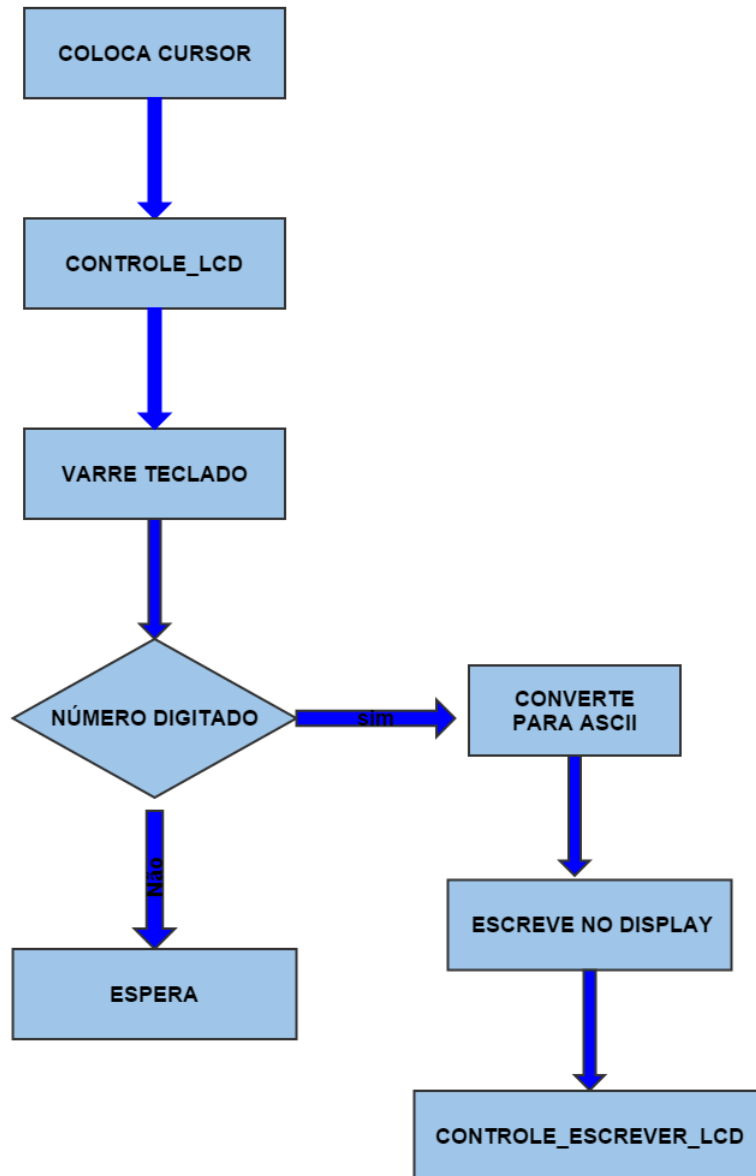 COLOCA CURSOR
CONTROLE_LCD
VARRE TECLADO
NÚMERO DIGITADO
sim
CONVERTE
PARA ASCII
Não
ESCREVE NO DISPLAY
ESPERA
CONTROLE_ESCREVER_LCD